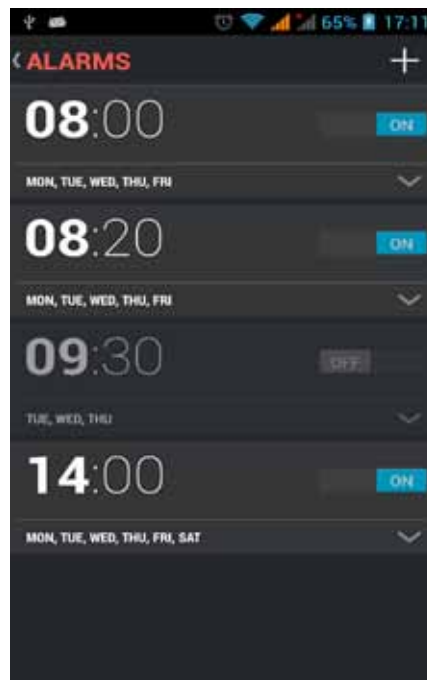 65% 17:11
ALARMS
08:00
ON
MON, TUE, WED, THU, FRI
08:20
ON
MON, TUE, WED, THU, FRI
09:30
OFF
TUE, WED, THU
14:00
ON
MON, TUE, WED, THU, FRI, SAT